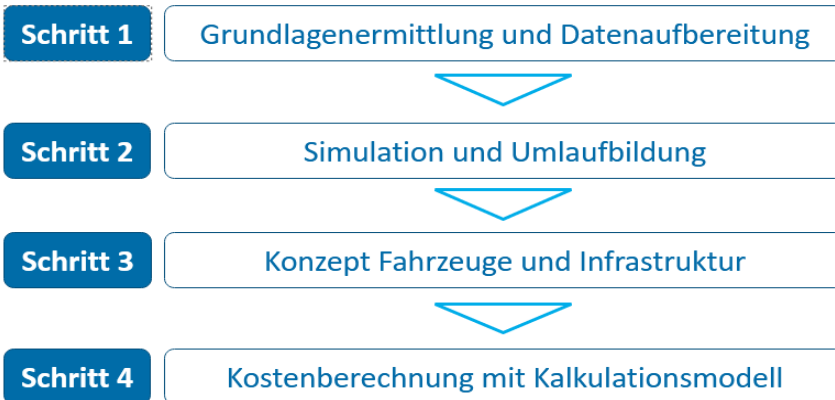 Schritt 1 Grundlagenermittlung und Datenaufbereitung
Schritt 2 Simulation und Umlaufbildung
Schritt 3 Konzept Fahrzeuge und Infrastruktur
Schritt 4 Kostenberechnung mit Kalkulationsmodell